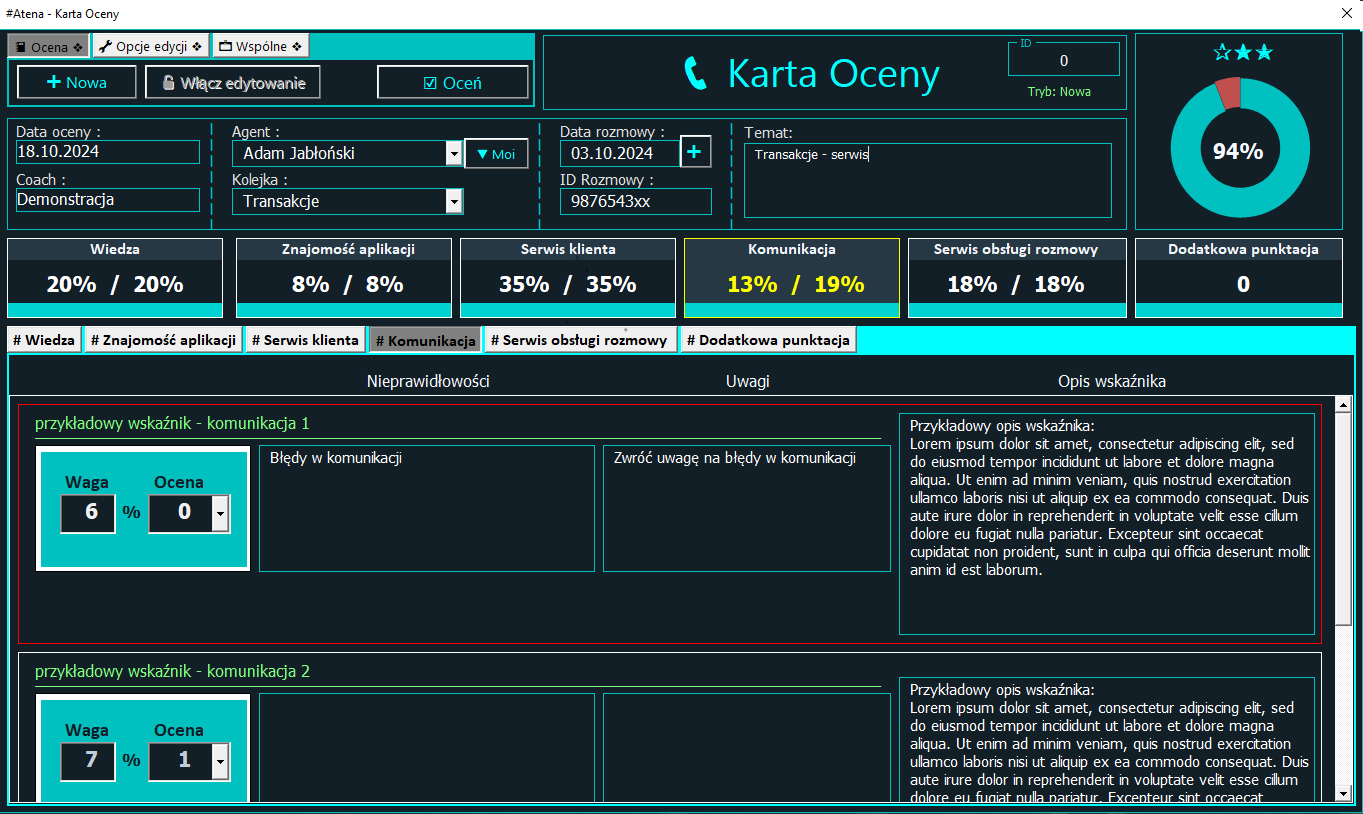 #Atena - Karta Oceny
Ocena ❖ Opcje edycji ❖ Wspólne ❖
+ Nowa Włącz edytowanie ☑ Oceń
Karta Oceny
ID
0
Tryb: Nowa
94%
Data oceny :
18.10.2024
Coach :
Demonstracja
Agent :
Adam Jabłoński ▼ Moi
Kolejka :
Transakcje
Data rozmowy :
03.10.2024 +
ID Rozmowy :
9876543xx
Temat:
Transakcje - serwis
Wiedza
20% / 20%
Znajomość aplikacji
8% / 8%
Serwis klienta
35% / 35%
Komunikacja
13% / 19%
Serwis obsługi rozmowy
18% / 18%
Dodatkowa punktacja
0
# Wiedza # Znajomość aplikacji # Serwis klienta # Komunikacja # Serwis obsługi rozmowy # Dodatkowa punktacja
Nieprawidłowości Uwagi Opis wskaźnika
przykładowy wskaźnik - komunikacja 1
Waga Ocena
6 % 0
Błędy w komunikacji
Zwróć uwagę na błędy w komunikacji
Przykładowy opis wskaźnika:
Lorem ipsum dolor sit amet, consectetur adipiscing elit, sed
do eiusmod tempor incididunt ut labore et dolore magna
aliqua. Ut enim ad minim veniam, quis nostrud exercitation
ullamco laboris nisi ut aliquip ex ea commodo consequat. Duis
aute irure dolor in reprehenderit in voluptate velit esse cillum
dolore eu fugiat nulla pariatur. Excepteur sint occaecat
cupidatat non proident, sunt in culpa qui officia deserunt mollit
anim id est laborum.
przykładowy wskaźnik - komunikacja 2
Waga Ocena
7 % 1
Przykładowy opis wskaźnika:
Lorem ipsum dolor sit amet, consectetur adipiscing elit, sed
do eiusmod tempor incididunt ut labore et dolore magna
aliqua. Ut enim ad minim veniam, quis nostrud exercitation
ullamco laboris nisi ut aliquip ex ea commodo consequat. Duis
aute irure dolor in reprehenderit in voluptate velit esse cillum
dolore eu fugiat nulla pariatur. Excepteur sint occaecat